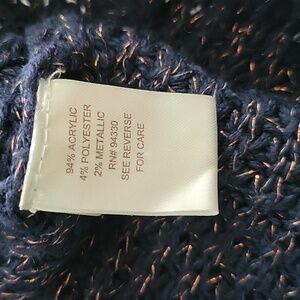 94% ACRYLIC
4% POLYESTER
2% METALLIC
RN# 94330
SEE REVERSE
FOR CARE